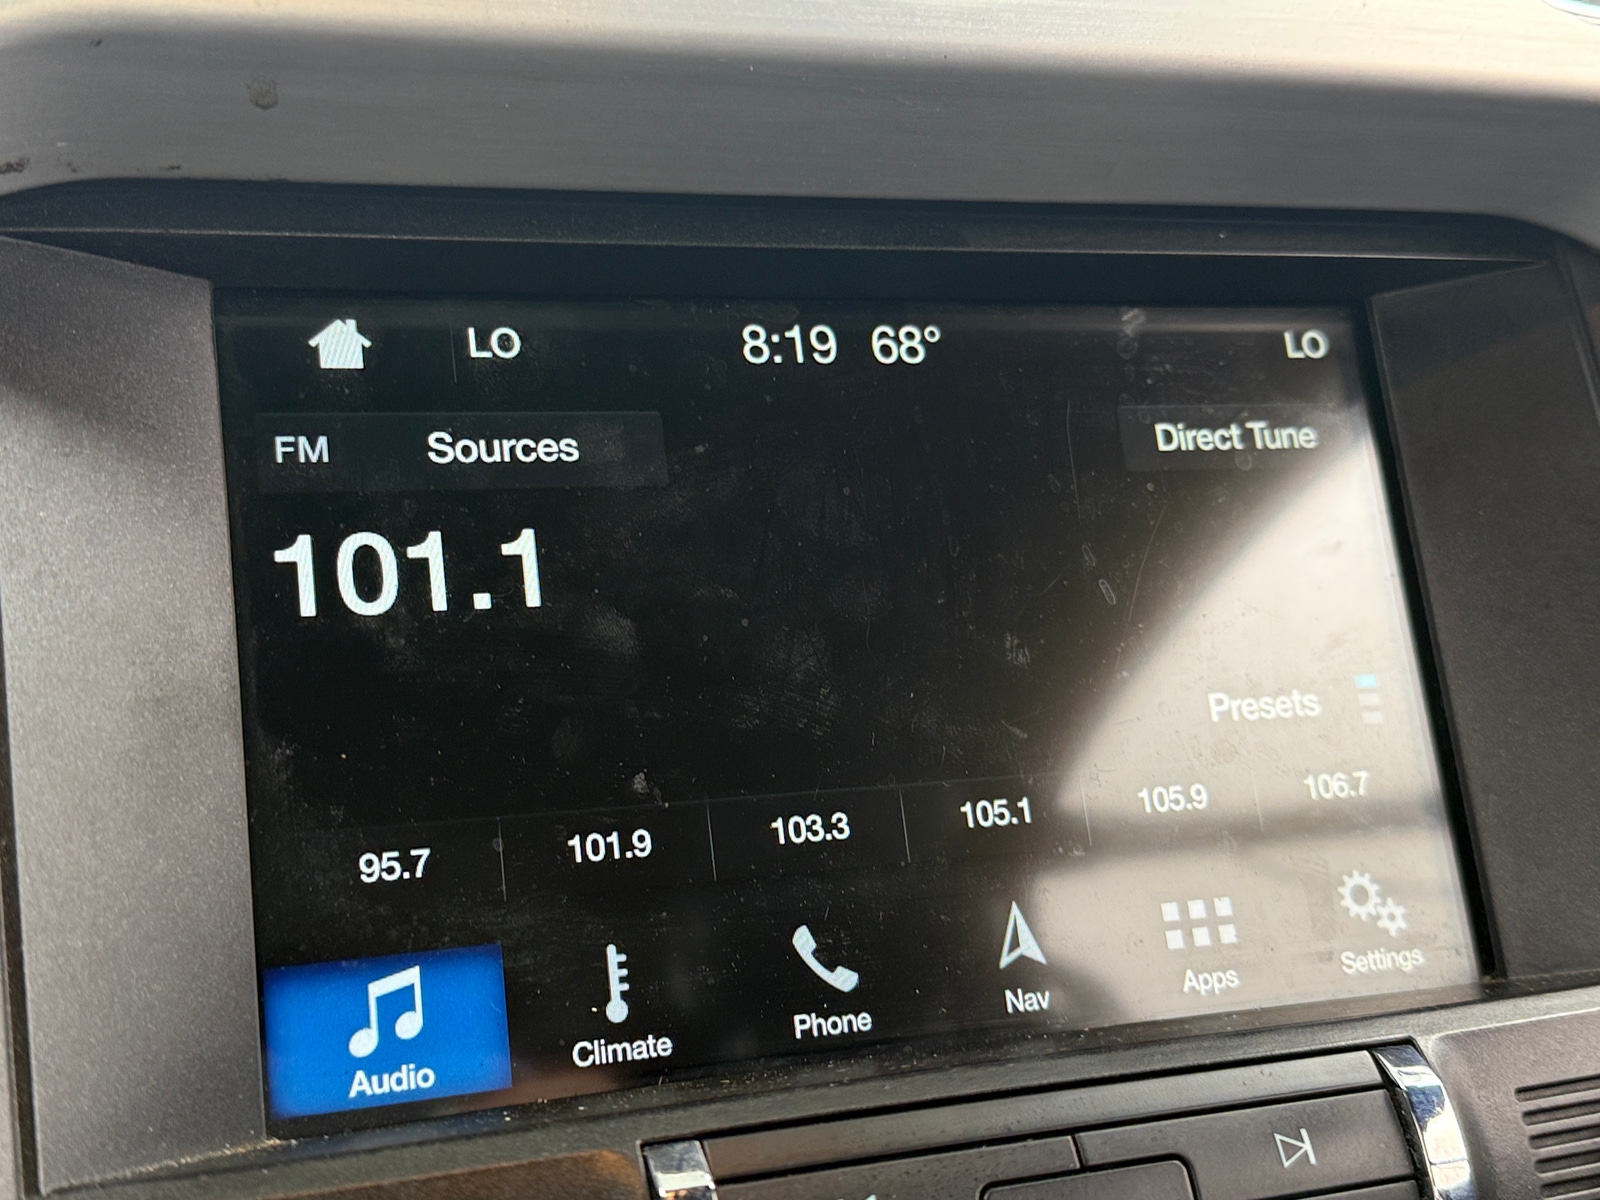 LO 8:19 68° LO
FM Sources Direct Tune
101.1
Presets
95.7 101.9 103.3 105.1 105.9 106.7
Audio Climate Phone Nav Apps Settings